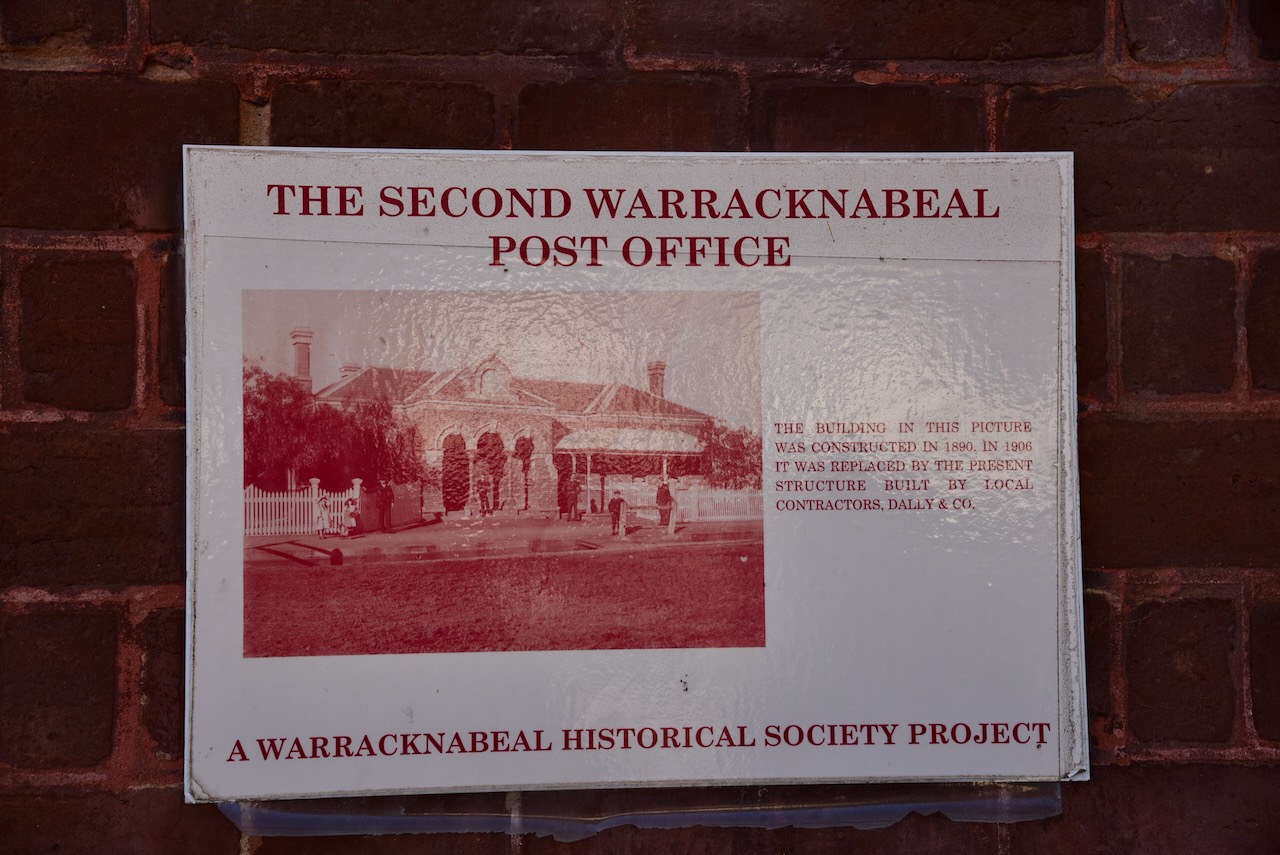 THE SECOND WARRACKNABEAL
POST OFFICE
THE BUILDING IN THIS PICTURE
WAS CONSTRUCTED IN 1890. IN 1906
IT WAS REPLACED BY THE PRESENT
STRUCTURE BUILT BY LOCAL
CONTRACTORS, DALLY & CO.
A WARRACKNABEAL HISTORICAL SOCIETY PROJECT